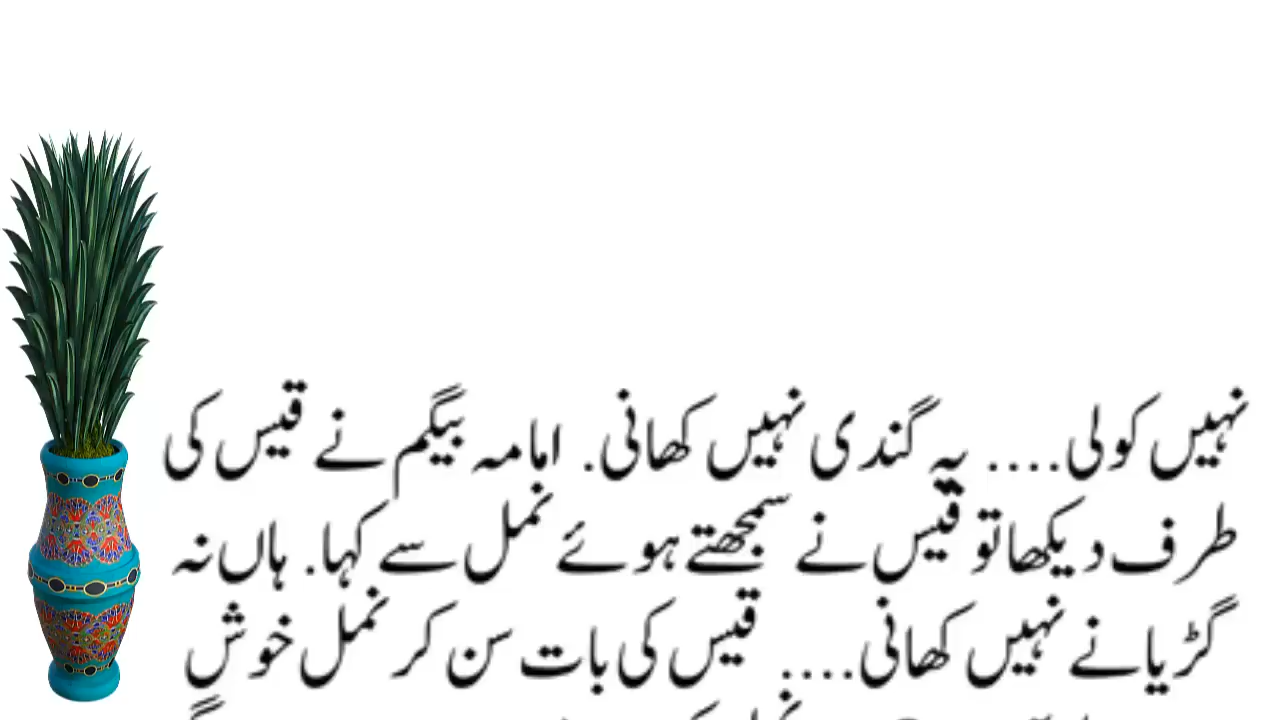 نہیں کولی.... یہ گندی نہیں کھانی. امامہ بیگم نے قیس کی
طرف دیکھا تو قیس نے سمجھتے ہوئے نمل سے کہا. ہاں نہ
گڑیا نے نہیں کھانی.... قیس کی بات سن کر نمل خوش